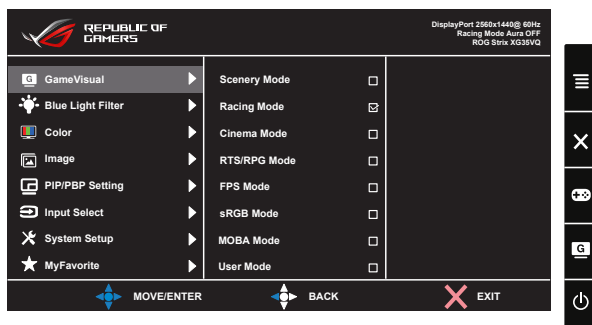 REPUBLIC OF
GAMERS
DisplayPort 2560x1440@ 60Hz
Racing Mode Aura OFF
ROG Strix XG35VQ
G GameVisual
Blue Light Filter
Color
Image
PIP/PBP Setting
Input Select
System Setup
MyFavorite
Scenery Mode
Racing Mode
Cinema Mode
RTS/RPG Mode
FPS Mode
sRGB Mode
MOBA Mode
User Mode
MOVE/ENTER
BACK
EXIT
G